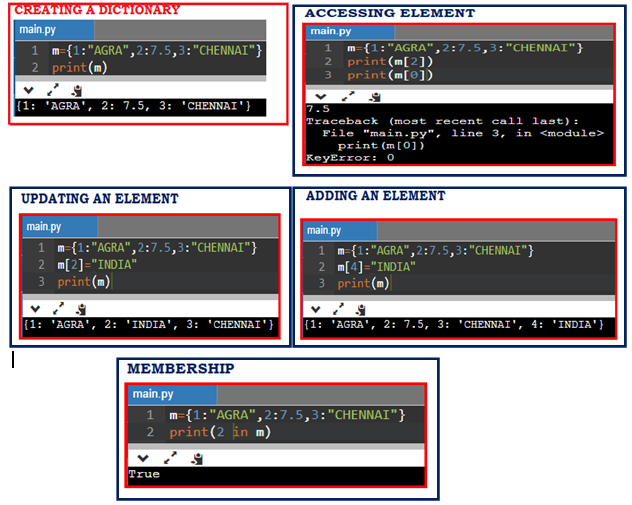 CREATING A DICTIONARY
main.py
1 m={1:"AGRA",2:7.5,3:"CHENNAI"}
2 print(m)
{1: 'AGRA', 2: 7.5, 3: 'CHENNAI'}
ACCESSING ELEMENT
main.py
1 m={1:"AGRA",2:7.5,3:"CHENNAI"}
2 print(m[2])
3 print(m[0])
7.5
Traceback (most recent call last):
File "main.py", line 3, in <module>
print(m[0])
KeyError: 0
UPDATING AN ELEMENT
main.py
1 m={1:"AGRA",2:7.5,3:"CHENNAI"}
2 m[2]="INDIA"
3 print(m)
{1: 'AGRA', 2: 'INDIA', 3: 'CHENNAI'}
ADDING AN ELEMENT
main.py
1 m={1:"AGRA",2:7.5,3:"CHENNAI"}
2 m[4]="INDIA"
3 print(m)
{1: 'AGRA', 2: 7.5, 3: 'CHENNAI', 4: 'INDIA'}
MEMBERSHIP
main.py
1 m={1:"AGRA",2:7.5,3:"CHENNAI"}
2 print(2 in m)
True